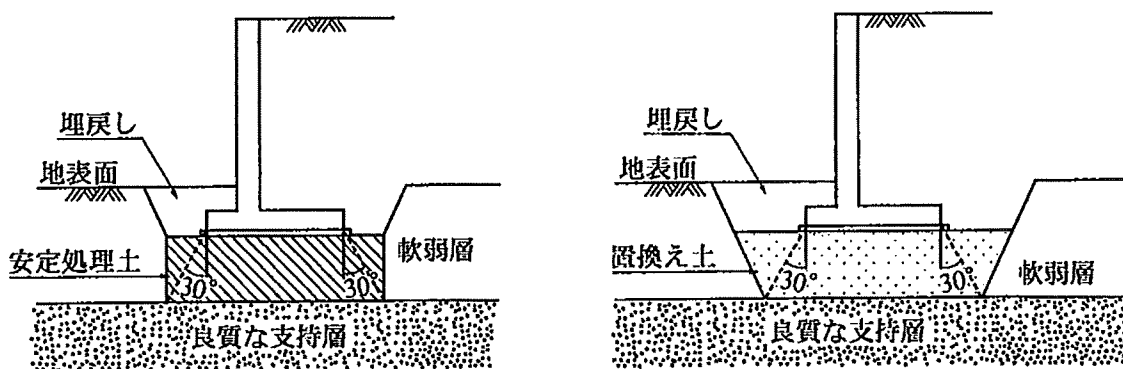 埋戻し
地表面
安定処理土
軟弱層
30°
30°
良質な支持層
埋戻し
地表面
置換え土
軟弱層
30°
30°
良質な支持層